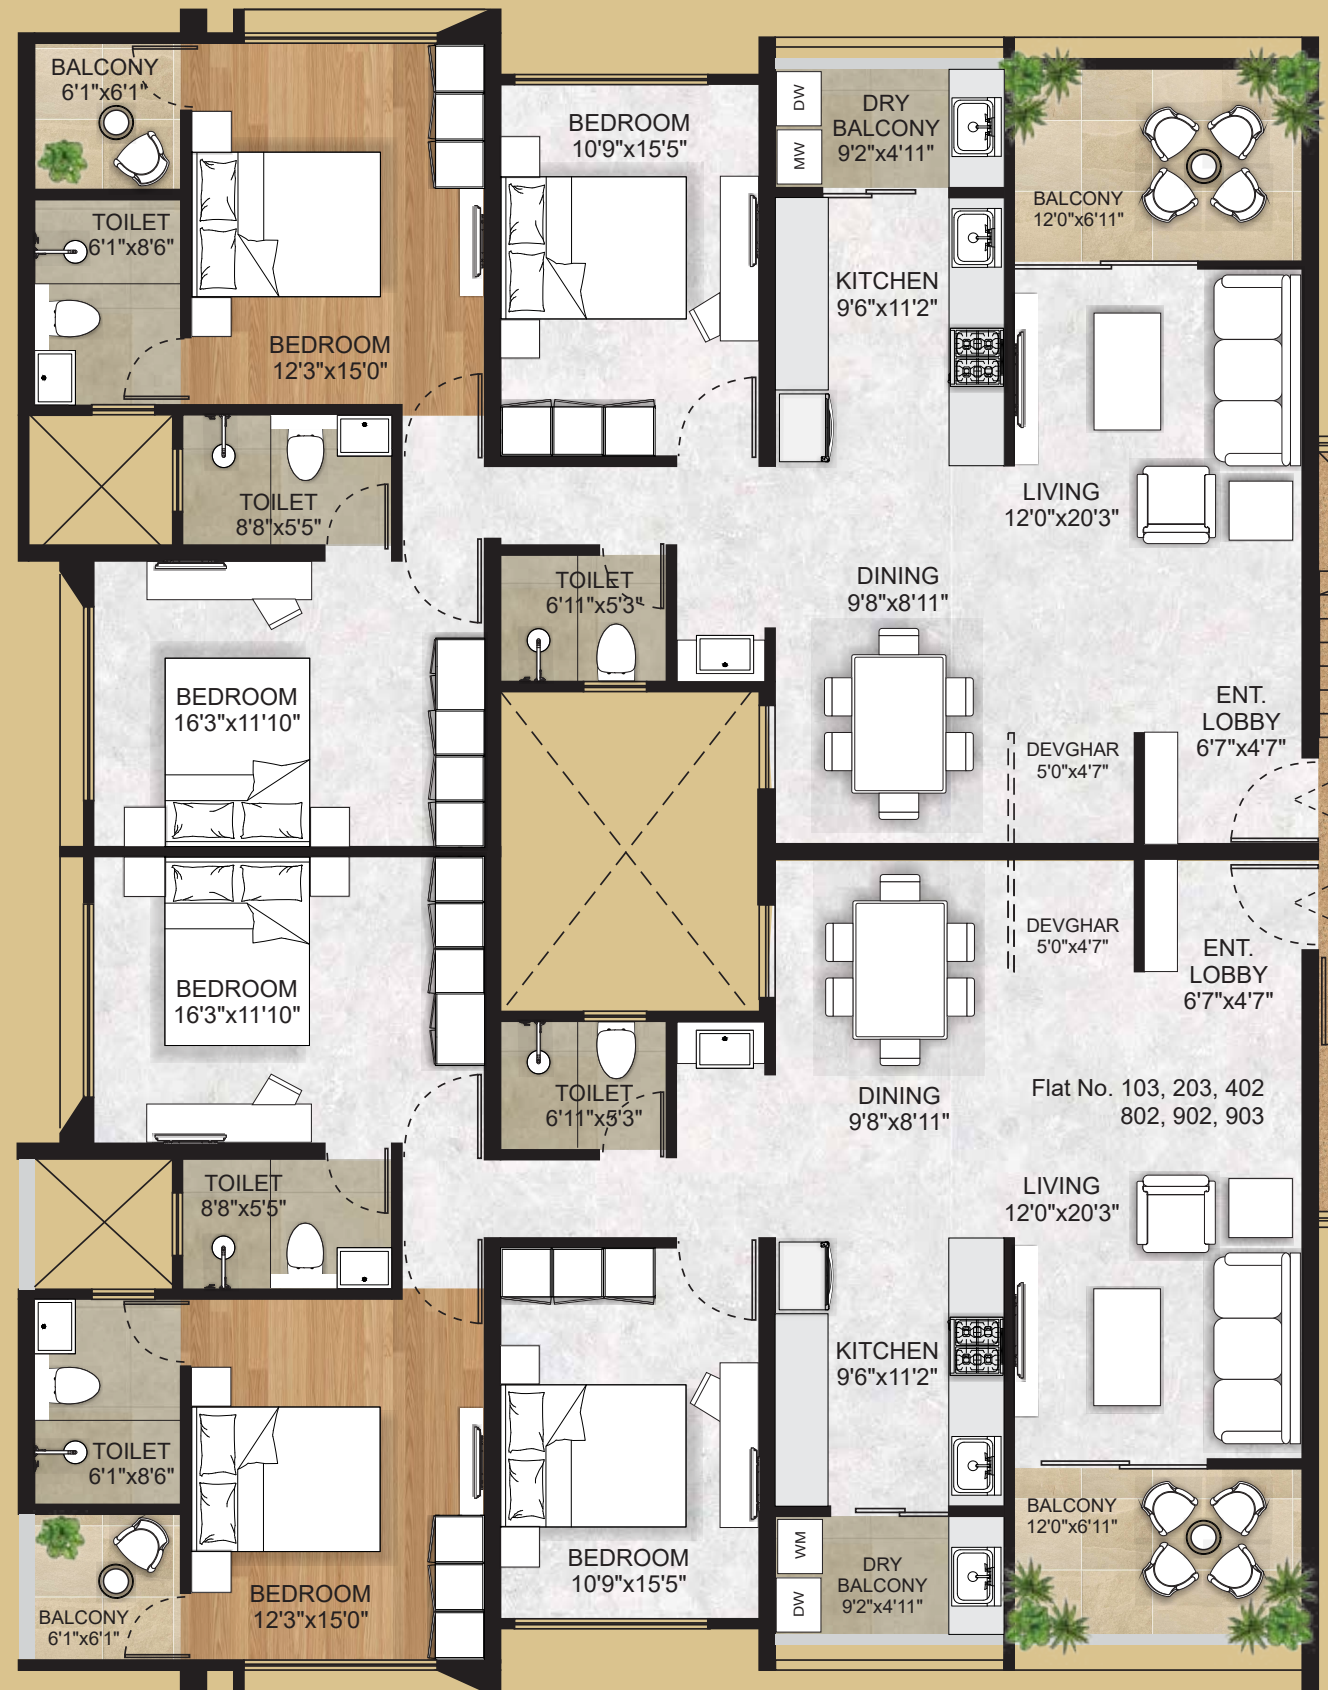 BALCONY
6'1"x6'1"
BEDROOM
10'9"x15'5"
DW
MW
DRY
BALCONY
9'2"x4'11"
BALCONY
12'0"x6'11"
TOILET
6'1"x8'6"
KITCHEN
9'6"x11'2"
BEDROOM
12'3"x15'0"
TOILET
8'8"x5'5"
LIVING
12'0"x20'3"
TOILET
6'11"x5'3"
DINING
9'8"x8'11"
BEDROOM
16'3"x11'10"
ENT.
LOBBY
6'7"x4'7"
DEVGHAR
5'0"x4'7"
DEVGHAR
5'0"x4'7"
ENT.
LOBBY
6'7"x4'7"
BEDROOM
16'3"x11'10"
TOILET
6'11"x5'3"
DINING
9'8"x8'11"
Flat No. 103, 203, 402
802, 902, 903
TOILET
8'8"x5'5"
LIVING
12'0"x20'3"
KITCHEN
9'6"x11'2"
TOILET
6'1"x8'6"
BALCONY
12'0"x6'11"
WM
DW
DRY
BALCONY
9'2"x4'11"
BEDROOM
10'9"x15'5"
BEDROOM
12'3"x15'0"
BALCONY
6'1"x6'1"